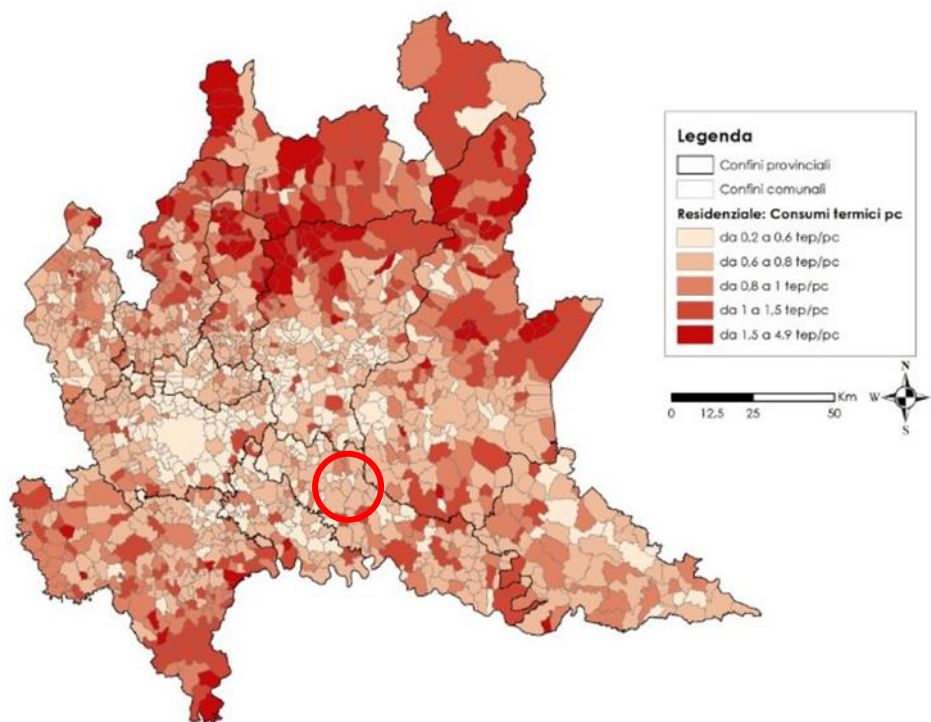 Legenda
Confini provinciali
Confini comunali
Residenziale: Consumi termici pc
da 0,2 a 0,6 tep/pc
da 0,6 a 0,8 tep/pc
da 0,8 a 1 tep/pc
da 1 a 1,5 tep/pc
da 1,5 a 4,9 tep/pc
N
Km W E
0 12,5 25 50
S